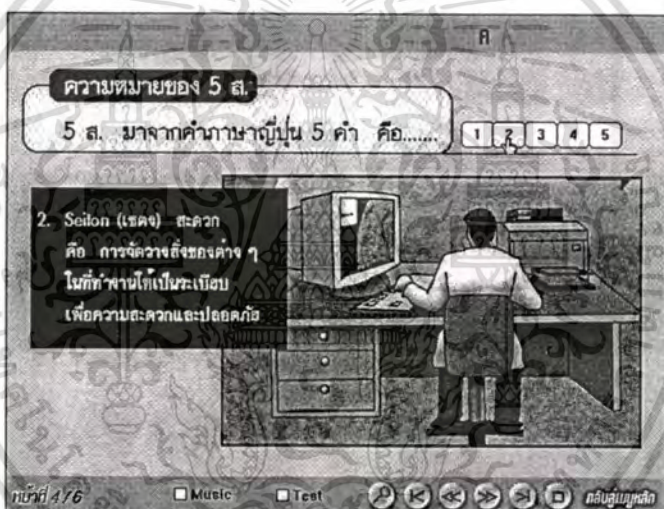 ความหมายของ 5 ส.
5 ส. มาจากคำภาษาญี่ปุ่น 5 คำ คือ.......
1 2 3 4 5
2. Seiton (เซตง) สะดวก
คือ การจัดวางสิ่งของต่าง ๆ
ในที่ทำงานให้เป็นระเบียบ
เพื่อความสะดวกและปลอดภัย
หน้าที่ 4/6
Music
Test
กลับสู่เมนูหลัก